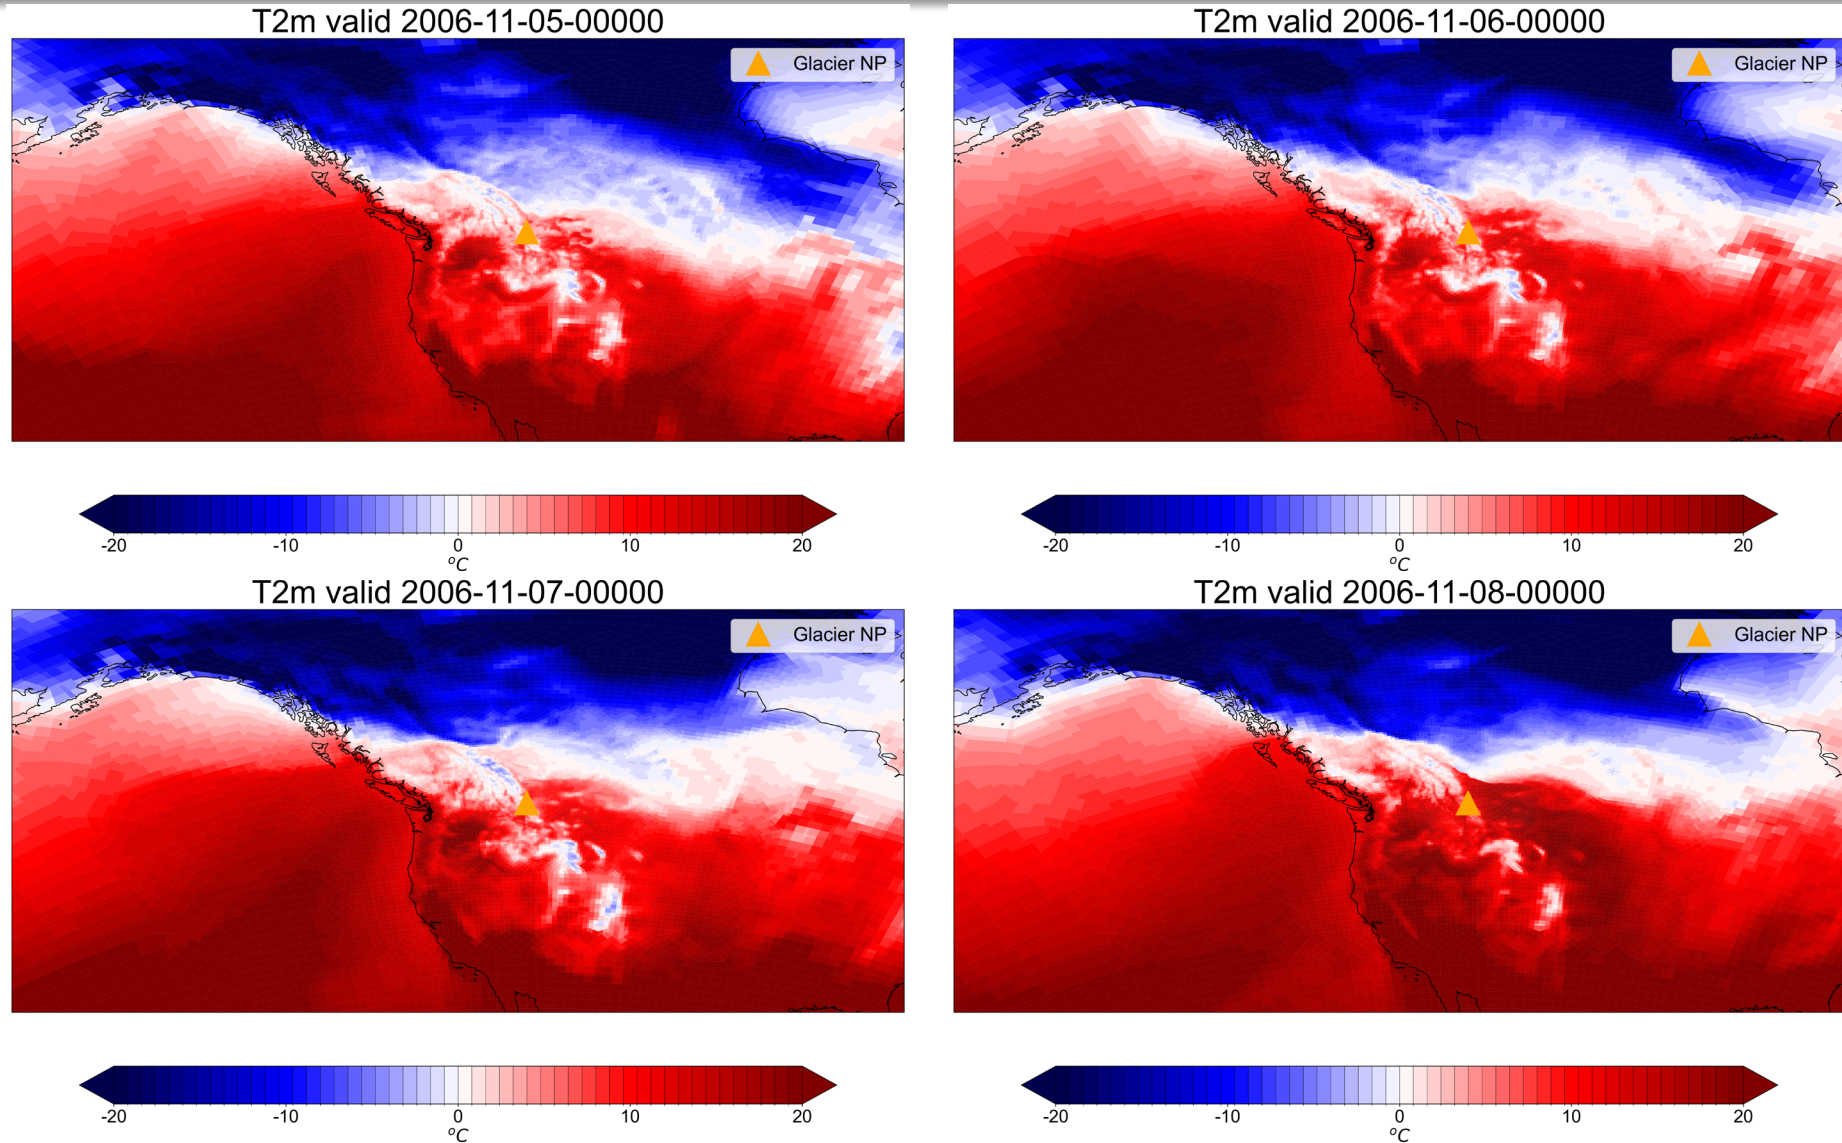 T2m valid 2006-11-05-00000
Glacier NP
-20 -10 0 10 20
°C
T2m valid 2006-11-06-00000
Glacier NP
-20 -10 0 10 20
°C
T2m valid 2006-11-07-00000
Glacier NP
-20 -10 0 10 20
°C
T2m valid 2006-11-08-00000
Glacier NP
-20 -10 0 10 20
°C